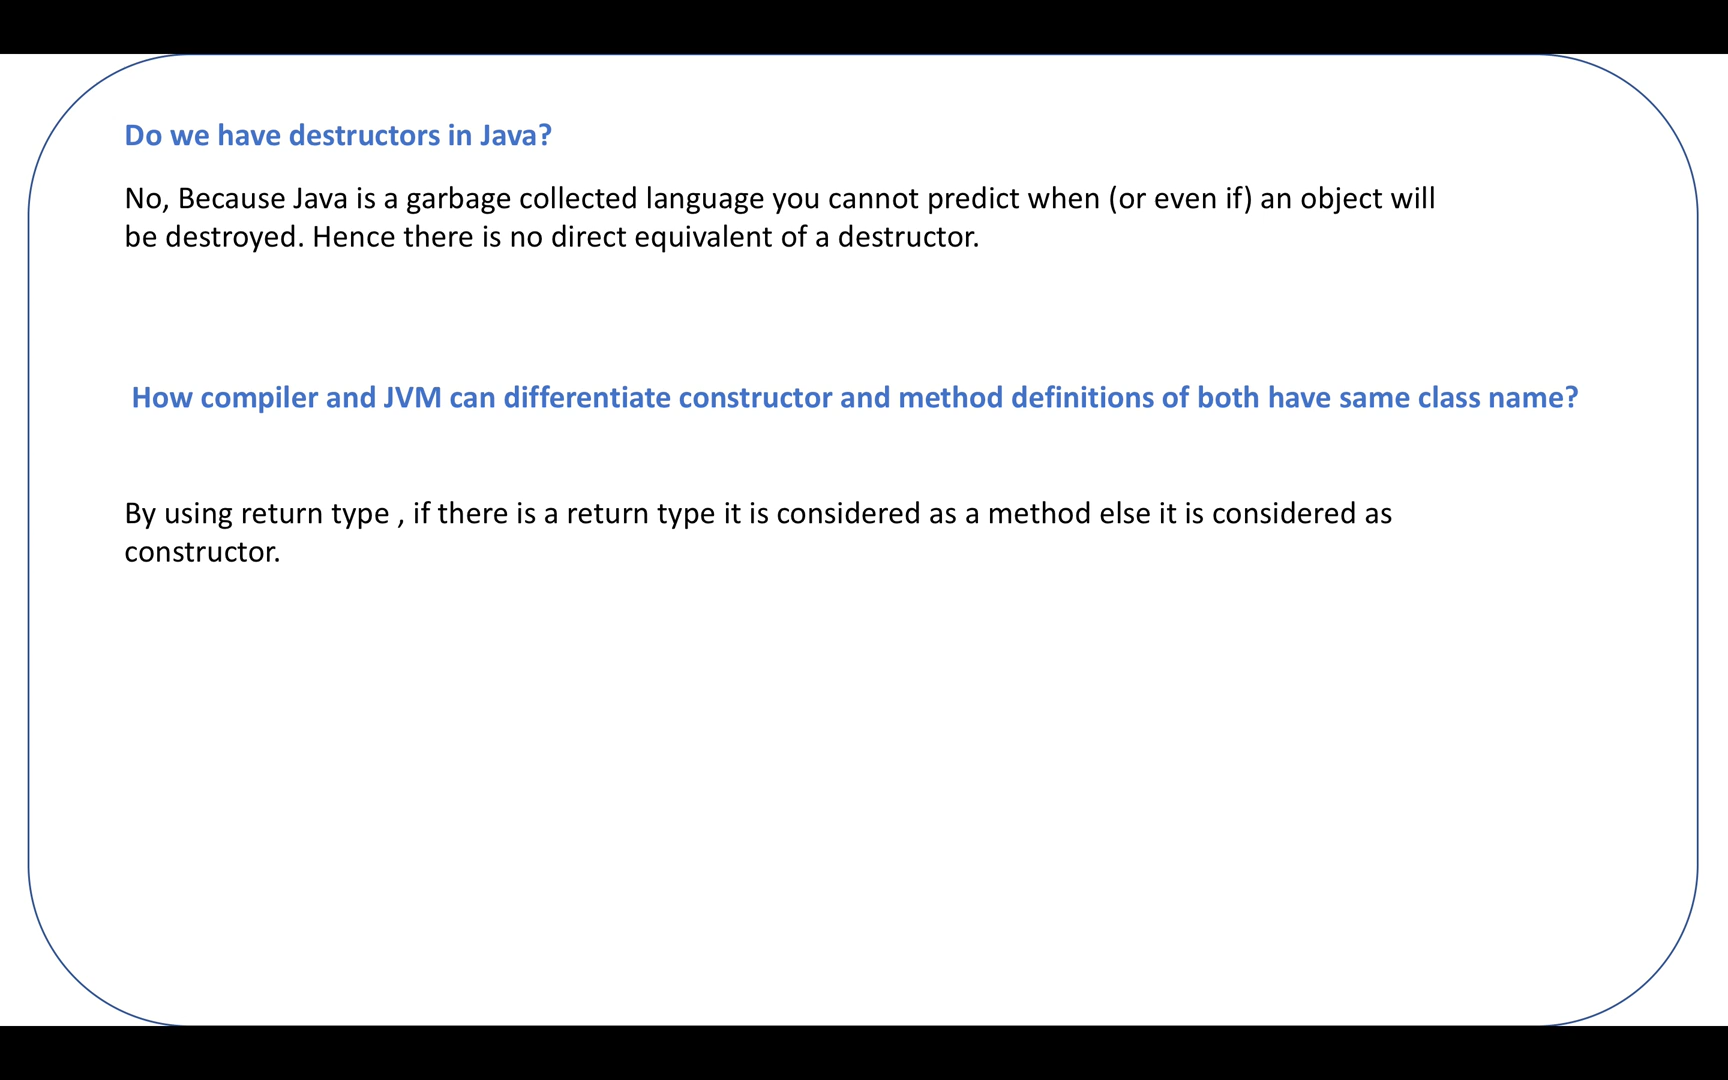 Do we have destructors in Java?
No, Because Java is a garbage collected language you cannot predict when (or even if) an object will
be destroyed. Hence there is no direct equivalent of a destructor.
How compiler and JVM can differentiate constructor and method definitions of both have same class name?
By using return type , if there is a return type it is considered as a method else it is considered as
constructor.